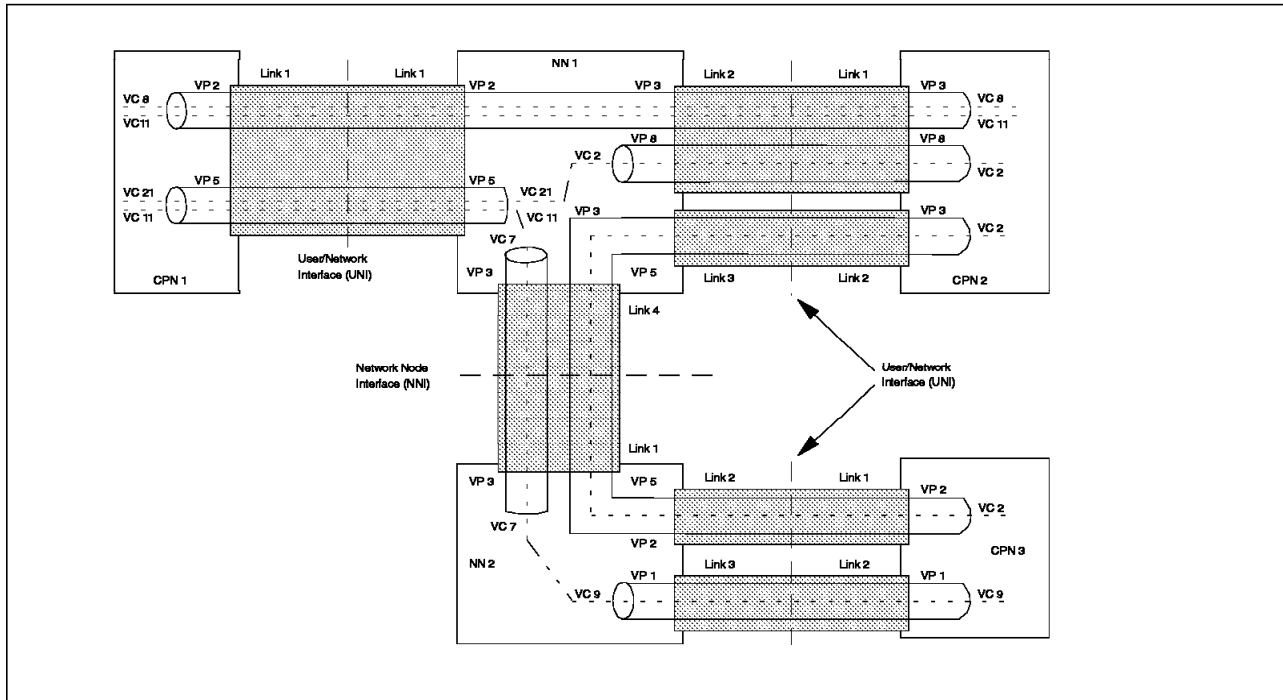 NN 1
Link 1
Link 1
Link 2
Link 1
VP 2
VP 2
VP 3
VP 3
VC 8
VC11
VC 8
VC 11
VC 2
VP 8
VP 8
VC 2
VP 5
VP 5
VC 21
VC 11
VC 21
VC 11
VP 3
VP 3
VC 2
VC 7
User/Network
Interface (UNI)
VP 3
VP 5
Link 3
Link 2
CPN 1
CPN 2
Link 4
Network Node
Interface (NNI)
User/Network
Interface (UNI)
Link 1
VP 3
VP 5
Link 2
Link 1
VP 2
VC 2
VC 7
VP 2
CPN 3
NN 2
Link 3
Link 2
VP 1
VP 1
VC 9
VC 9